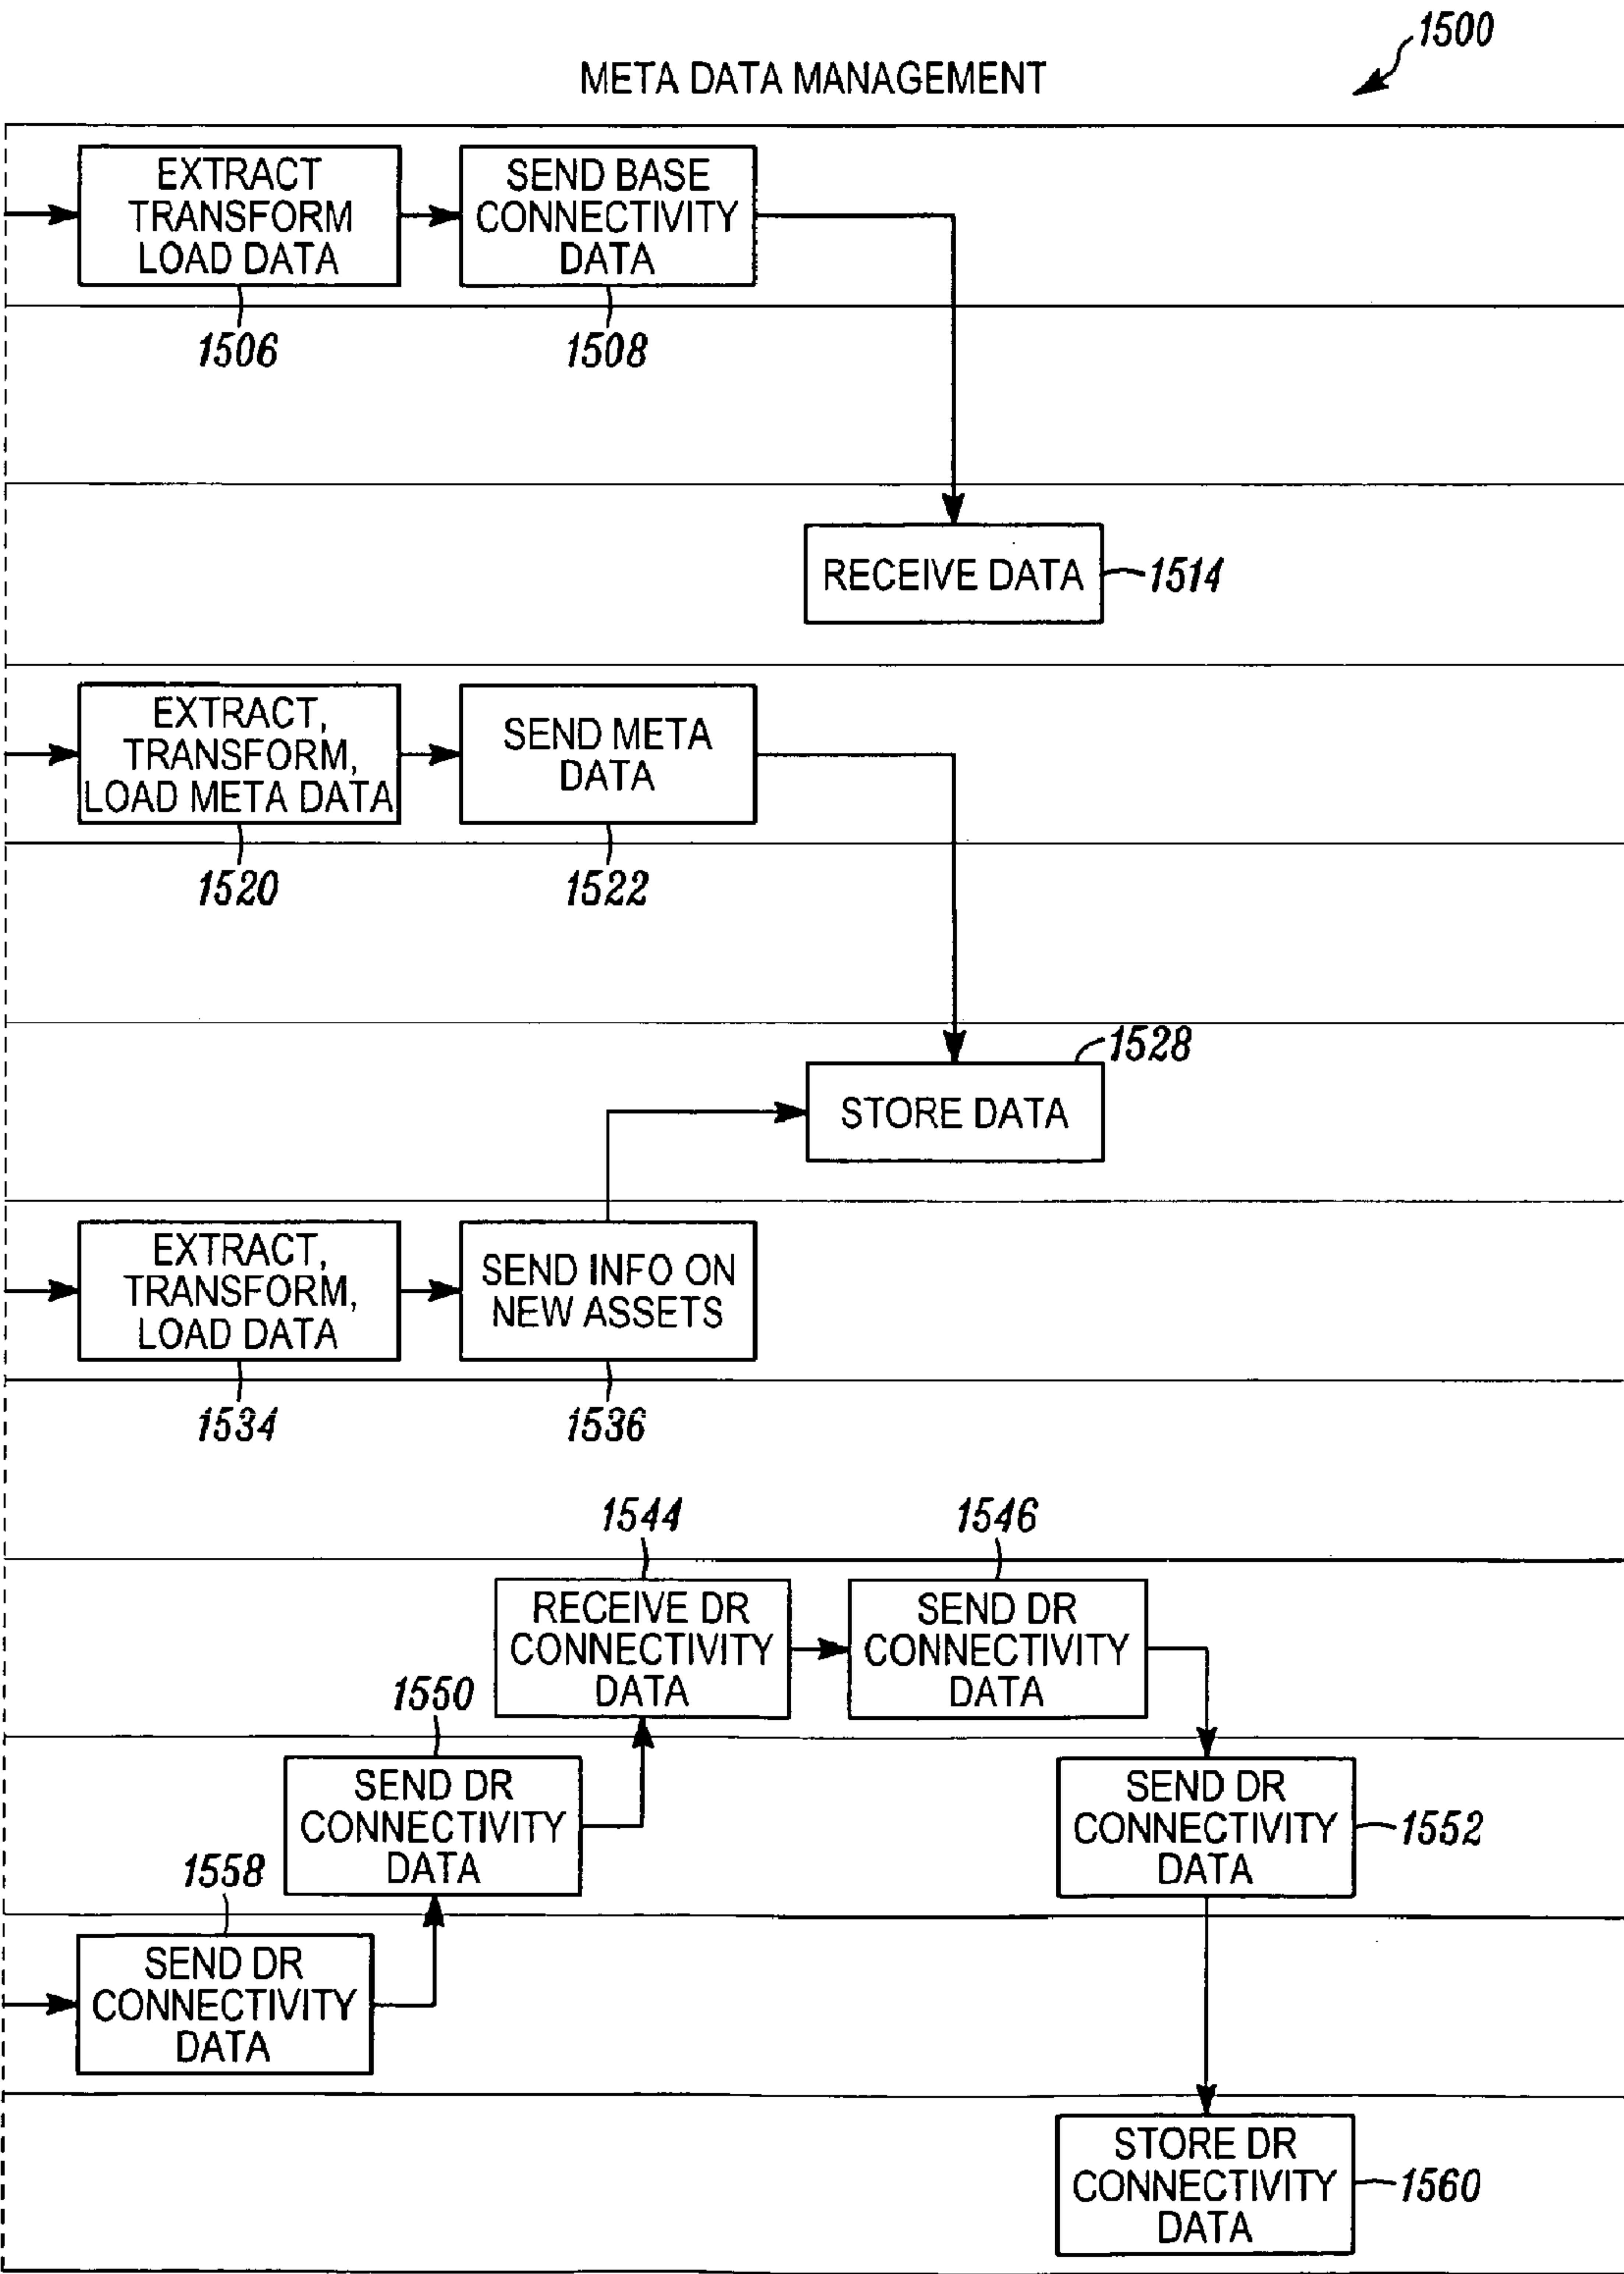 1500
META DATA MANAGEMENT
EXTRACT
TRANSFORM
LOAD DATA
SEND BASE
CONNECTIVITY
DATA
1506
1508
RECEIVE DATA
1514
EXTRACT,
TRANSFORM,
LOAD META DATA
SEND META
DATA
1520
1522
1528
STORE DATA
EXTRACT,
TRANSFORM,
LOAD DATA
SEND INFO ON
NEW ASSETS
1534
1536
1544
1546
RECEIVE DR
CONNECTIVITY
DATA
SEND DR
CONNECTIVITY
DATA
1550
SEND DR
CONNECTIVITY
DATA
SEND DR
CONNECTIVITY
DATA
1552
1558
SEND DR
CONNECTIVITY
DATA
STORE DR
CONNECTIVITY
DATA
1560